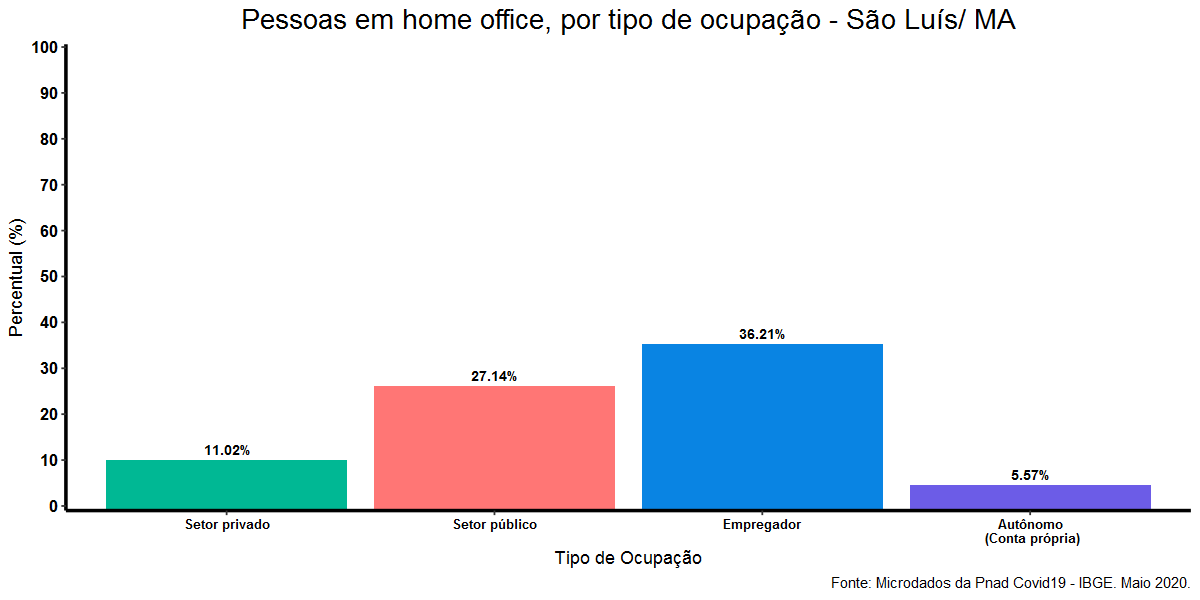 Pessoas em home office, por tipo de ocupação - São Luís/ MA
Percentual (%)
100
90
80
70
60
50
40
30
20
10
0
11.02%
27.14%
36.21%
5.57%
Setor privado
Setor público
Empregador
Autônomo
(Conta própria)
Tipo de Ocupação
Fonte: Microdados da Pnad Covid19 - IBGE. Maio 2020.